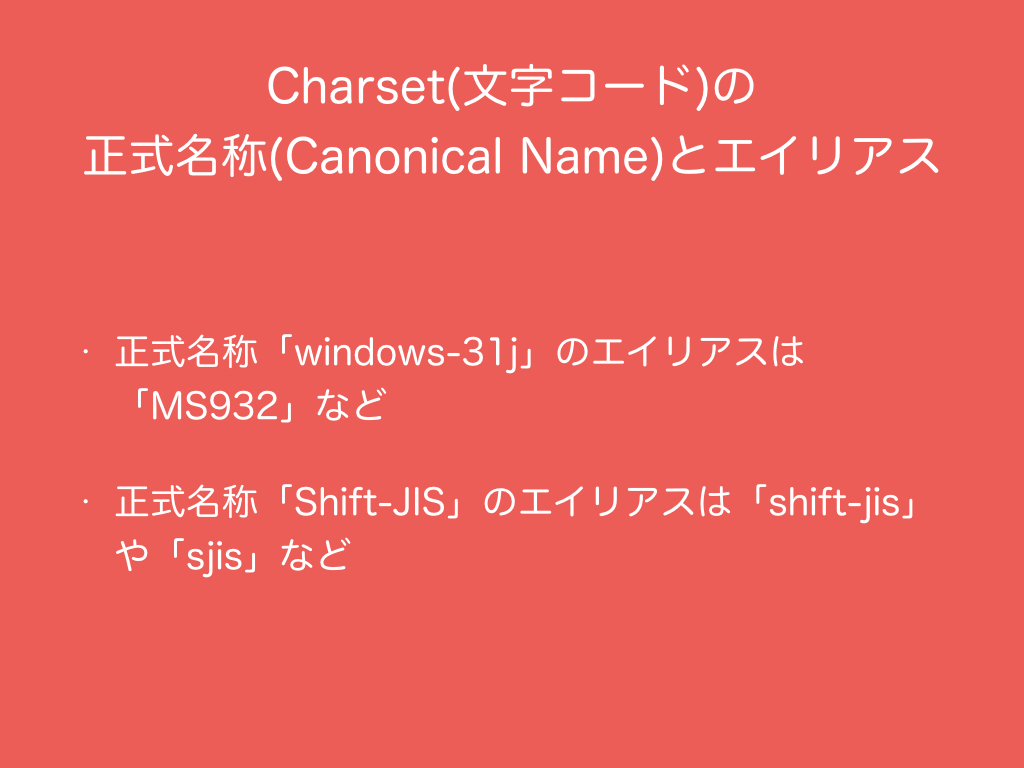 Charset(文字コード)の
正式名称(Canonical Name)とエイリアス
・ 正式名称「windows-31j」のエイリアスは
「MS932」など
・ 正式名称「Shift-JIS」のエイリアスは「shift-jis」
や「sjis」など